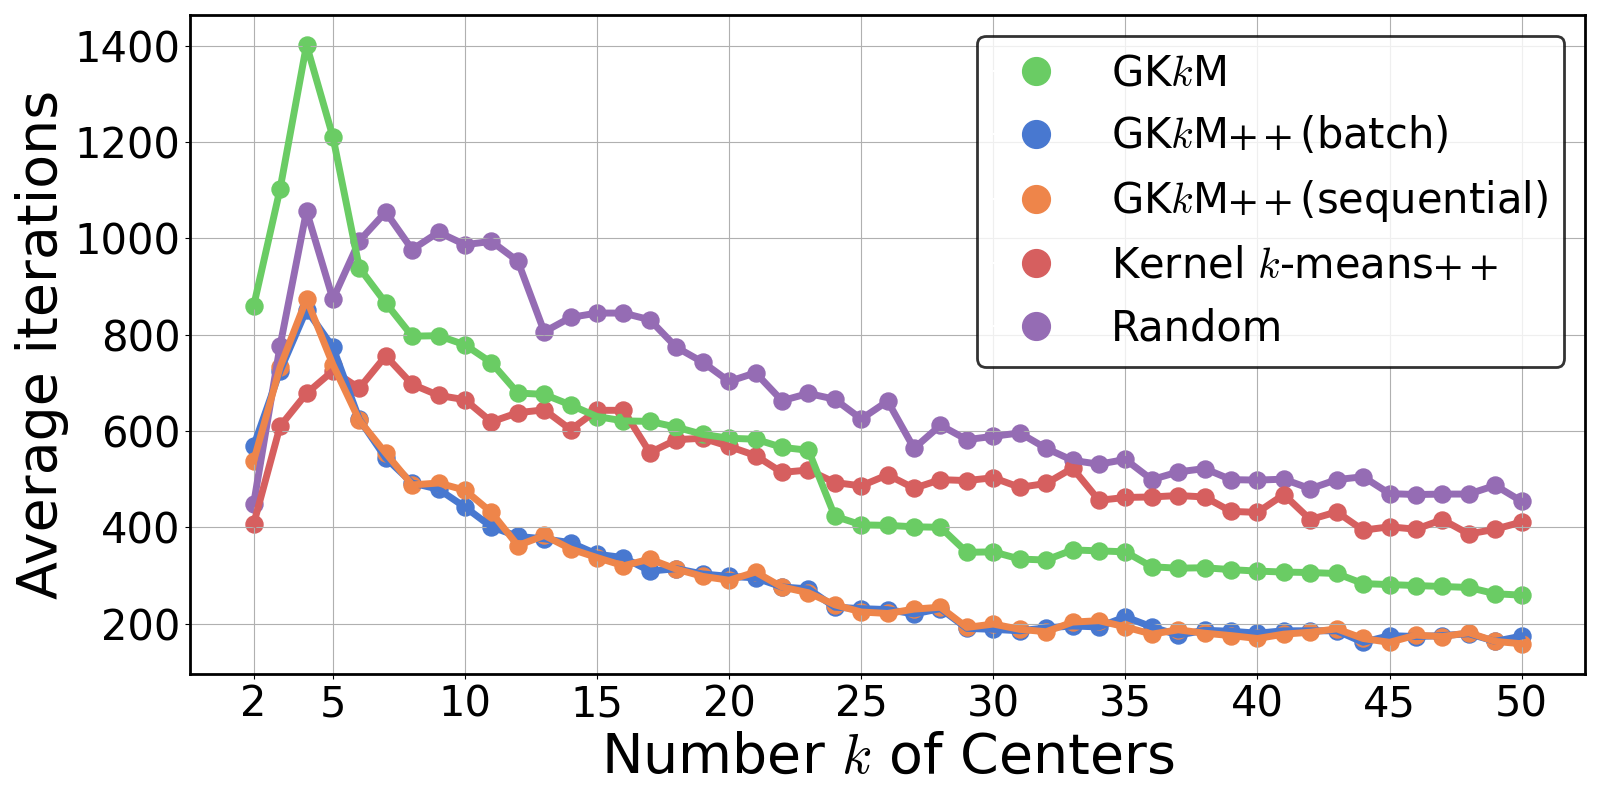 1400
1200
1000
800
600
400
200
Average iterations
GKkM
GKkM++(batch)
GKkM++(sequential)
Kernel k-means++
Random
2 5 10 15 20 25 30 35 40 45 50
Number k of Centers